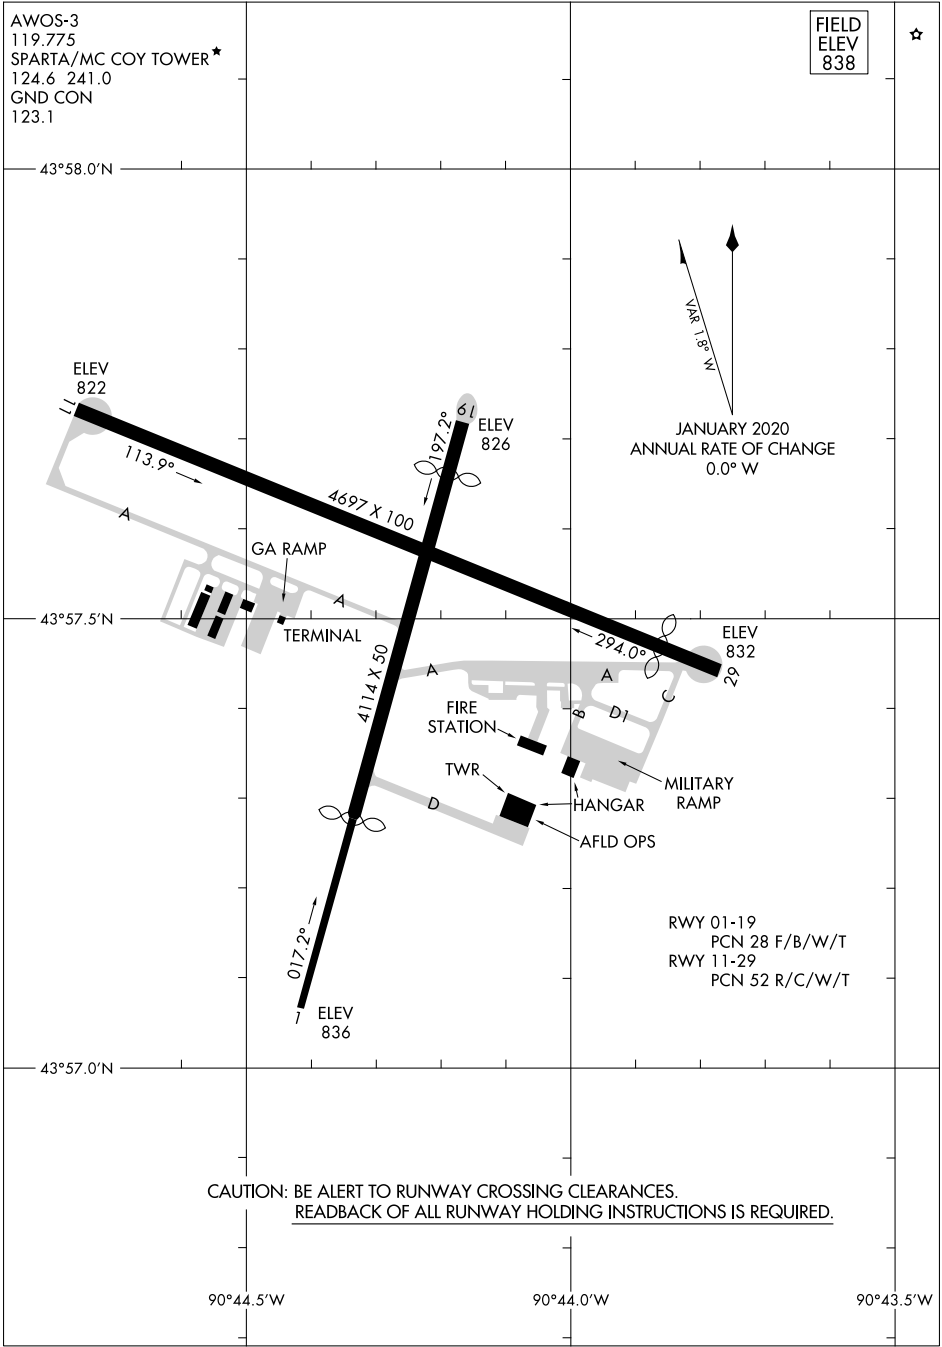 AWOS-3
119.775
SPARTA/MC COY TOWER★
124.6 241.0
GND CON
123.1
FIELD
ELEV
838
43°58.0'N
VAR 1.8° W
JANUARY 2020
ANNUAL RATE OF CHANGE
0.0° W
ELEV
822
11
113.9°
4697 X 100
19
ELEV
826
197.2°
A
GA RAMP
A
TERMINAL
43°57.5'N
4114 X 50
294.0°
ELEV
832
29
A
A
C
B
D1
FIRE
STATION
TWR
D
HANGAR
AFLD OPS
MILITARY
RAMP
017.2°
1
ELEV
836
RWY 01-19
PCN 28 F/B/W/T
RWY 11-29
PCN 52 R/C/W/T
43°57.0'N
CAUTION: BE ALERT TO RUNWAY CROSSING CLEARANCES.
READBACK OF ALL RUNWAY HOLDING INSTRUCTIONS IS REQUIRED.
90°44.5'W
90°44.0'W
90°43.5'W